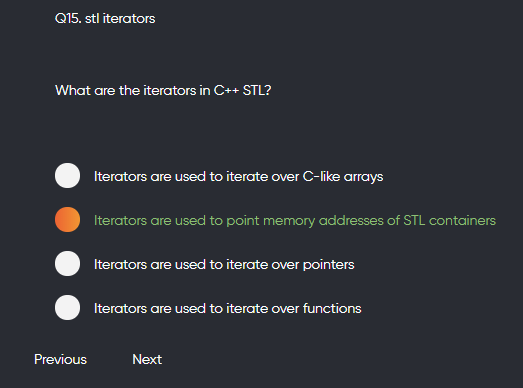 Q15. stl iterators
What are the iterators in C++ STL?
Iterators are used to iterate over C-like arrays
Iterators are used to point memory addresses of STL containers
Iterators are used to iterate over pointers
Iterators are used to iterate over functions
Previous Next